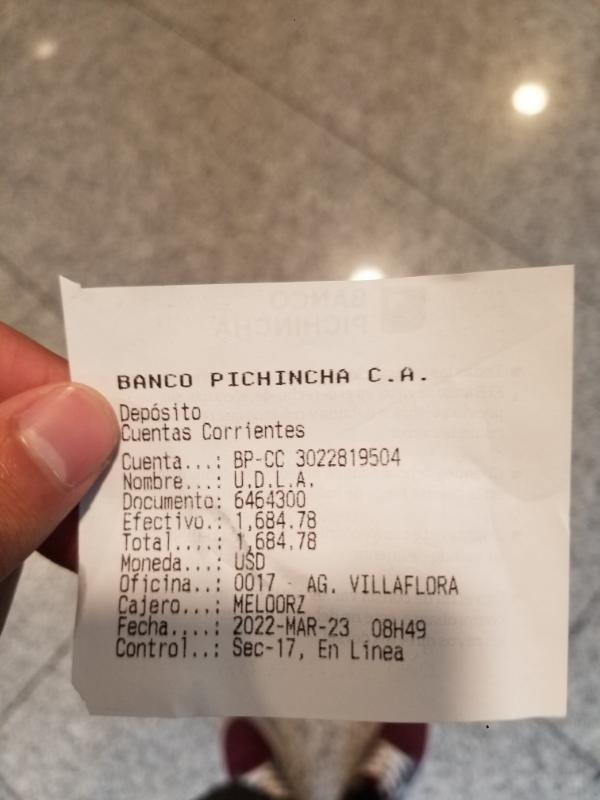 BANCO PICHINCHA C.A.
Depósito
Cuentas Corrientes
Cuenta...: BP-CC 3022819504
Nombre...: U.D.L.A.
Documento: 6464300
Efectivo.: 1,684.78
Total....: 1,684.78
Moneda...: USD
Oficina..: 0017 - AG. VILLAFLORA
Cajero...: MELOORZ
Fecha....: 2022-MAR-23 08H49
Control..: Sec-17, En Línea